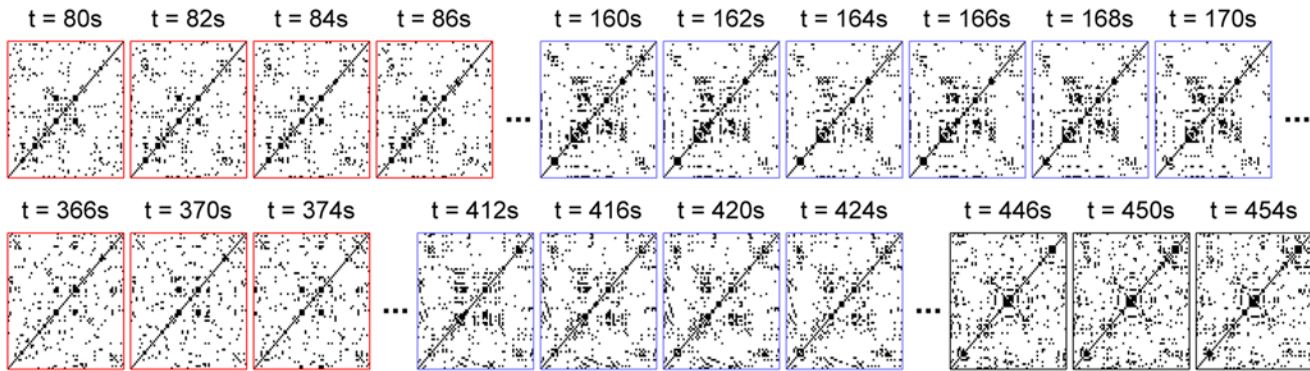 t = 80s t = 82s t = 84s t = 86s t = 160s t = 162s t = 164s t = 166s t = 168s t = 170s
... ...
t = 366s t = 370s t = 374s t = 412s t = 416s t = 420s t = 424s t = 446s t = 450s t = 454s
... ...